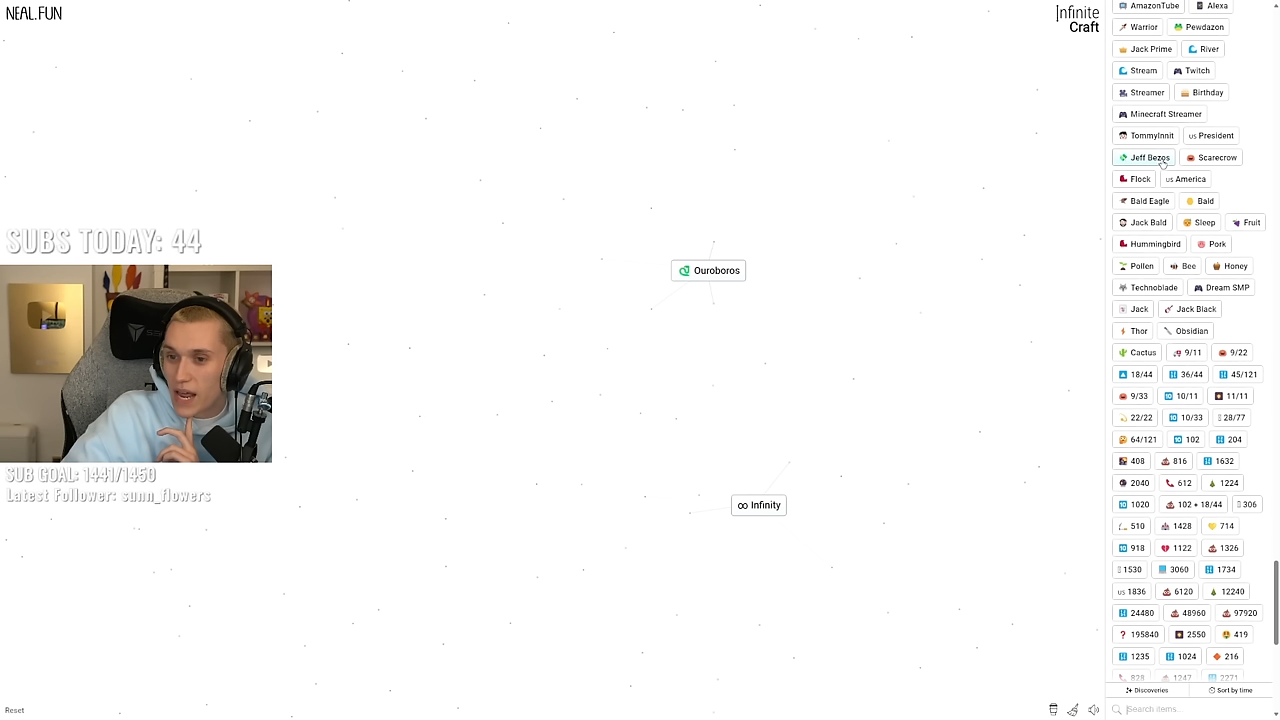 NEAL.FUN
Infinite
Craft
SUBS TODAY: 44
SUB GOAL: 1441/1450
Latest Follower: sunn_flowers
Ouroboros
∞ Infinity
AmazonTube Alexa
Warrior Pewdazon
Jack Prime River
Stream Twitch
Streamer Birthday
Minecraft Streamer
TommyInnit US President
Jeff Bezos Scarecrow
Flock US America
Bald Eagle Bald
Jack Bald Sleep Fruit
Hummingbird Pork
Pollen Bee Honey
Technoblade Dream SMP
Jack Jack Black
Thor Obsidian
Cactus 9/11 9/22
18/44 36/44 45/121
9/33 10/11 11/11
22/22 10/33 28/77
64/121 102 204
408 816 1632
2040 612 1224
1020 102 + 18/44 306
510 1428 714
918 1122 1326
1530 3060 1734
US 1836 6120 12240
24480 48960 97920
195840 2550 419
1235 1024 216
828 1247 2271
Discoveries Sort by time
Search items...
Reset